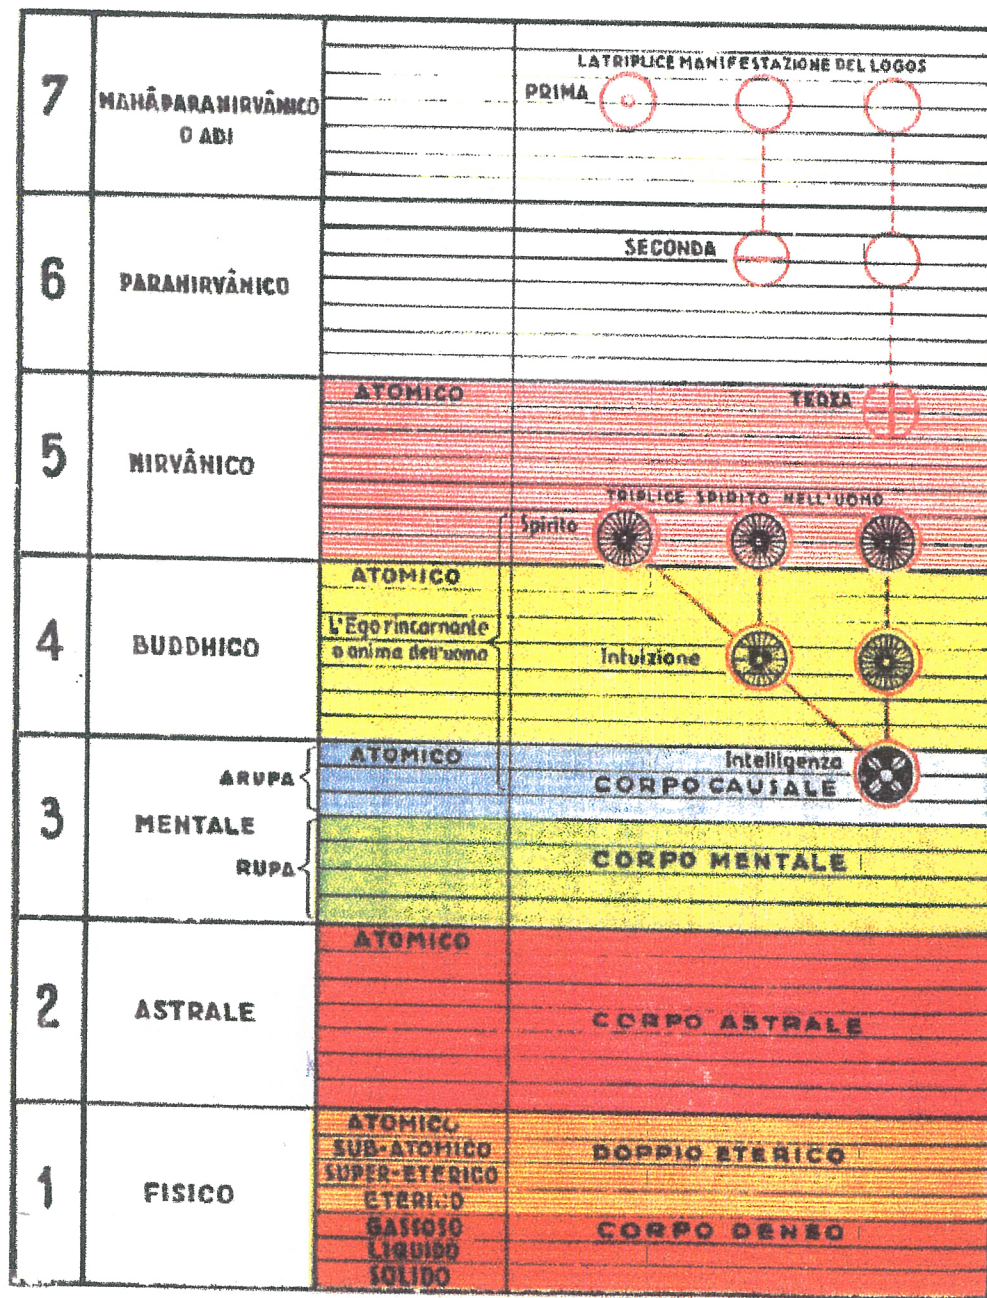 LA TRIPLICE MANIFESTAZIONE DEL LOGOS
7
MAHÂPARANIRVÂNICO
O ADI
PRIMA
6
PARANIRVÂNICO
SECONDA
5
NIRVÂNICO
ATOMICO
TERZA
TRIPLICE SPIRITO NELL'UOMO
Spirito
4
BUDDHICO
ATOMICO
L'Ego rincarnante
o anima dell'uomo
Intuizione
3
ARUPA
MENTALE
RUPA
ATOMICO
Intelligenza
CORPO CAUSALE
CORPO MENTALE
2
ASTRALE
ATOMICO
CORPO ASTRALE
1
FISICO
ATOMICO
SUB-ATOMICO
SUPER-ETERICO
ETERICO
GASSOSO
LIQUIDO
SOLIDO
DOPPIO ETERICO
CORPO DENSO